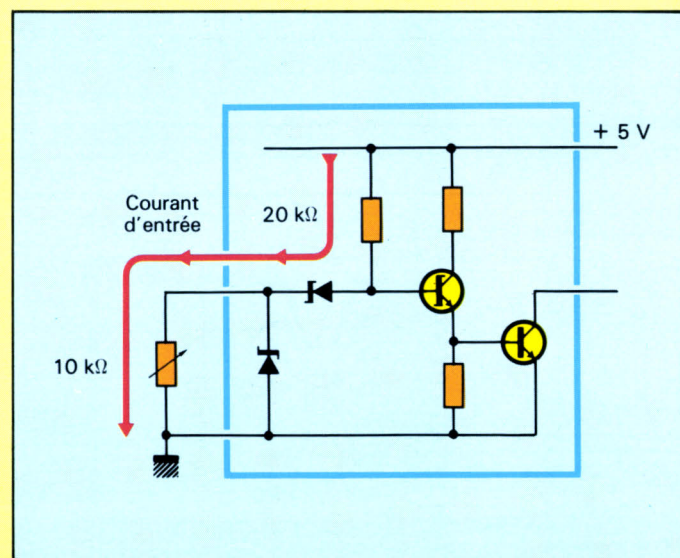 + 5 V
Courant
d'entrée
20 kΩ
10 kΩ